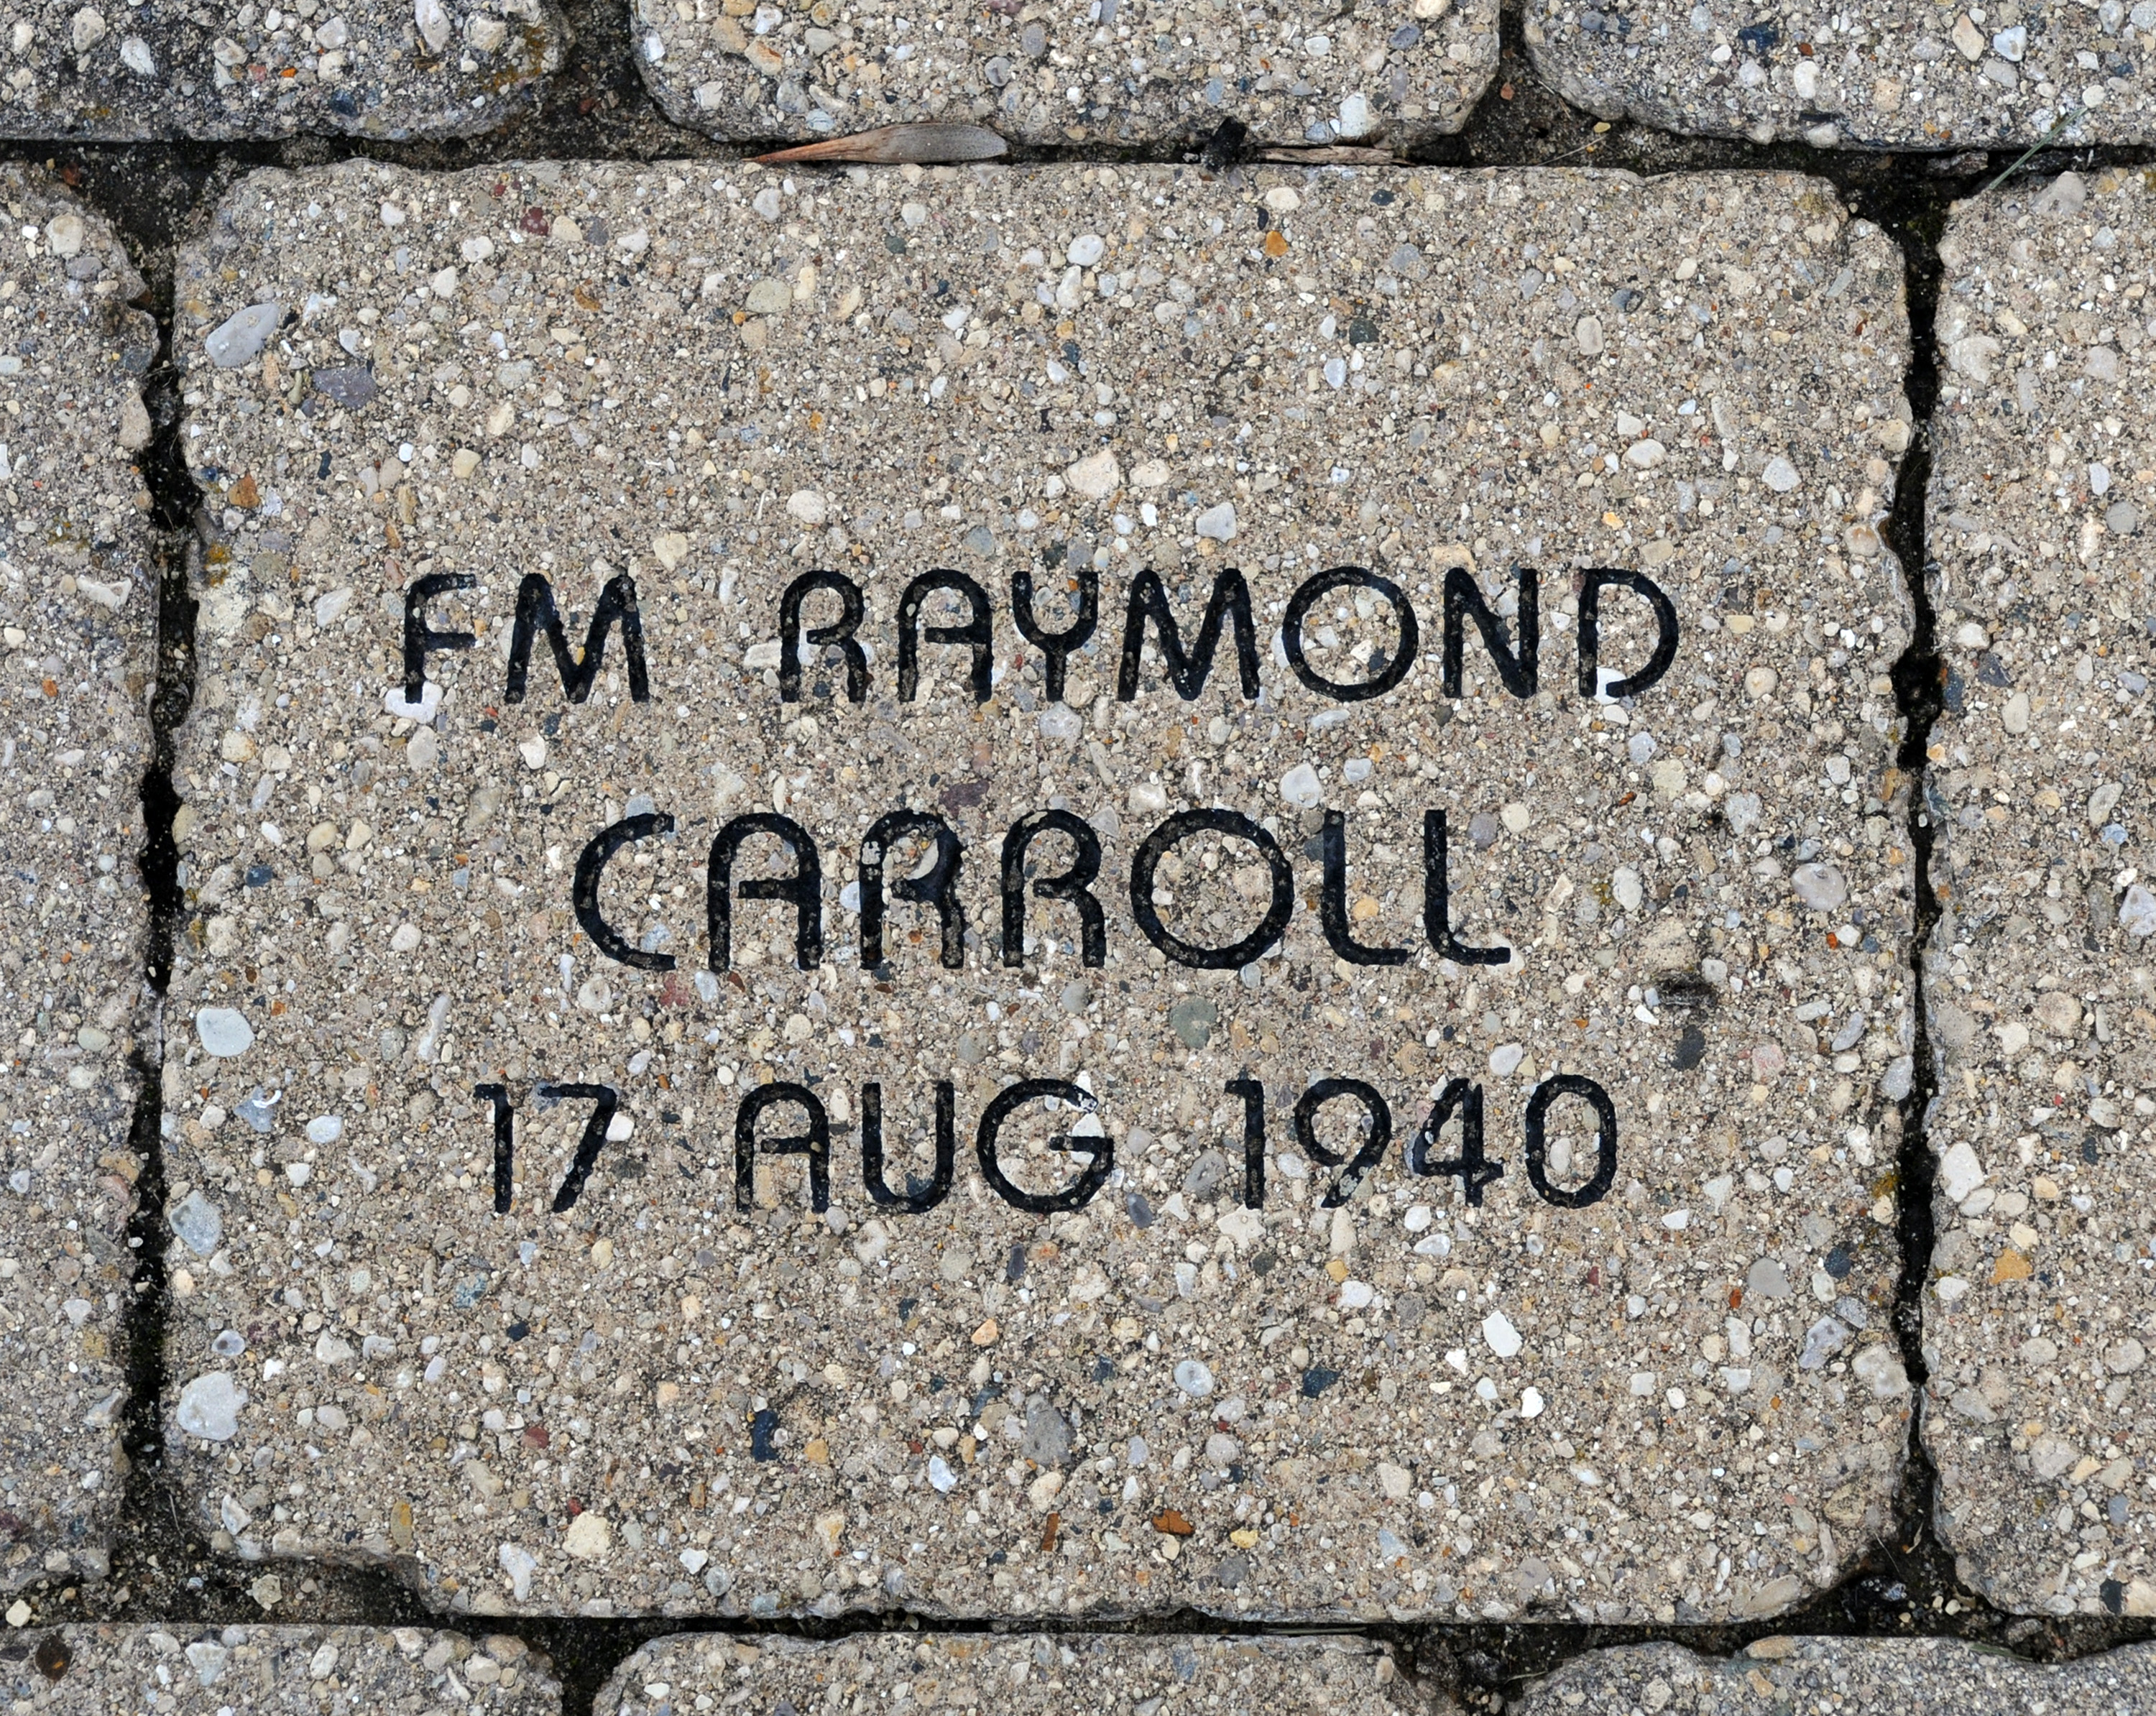 FM RAYMOND
CARROLL
17 AUG 1940